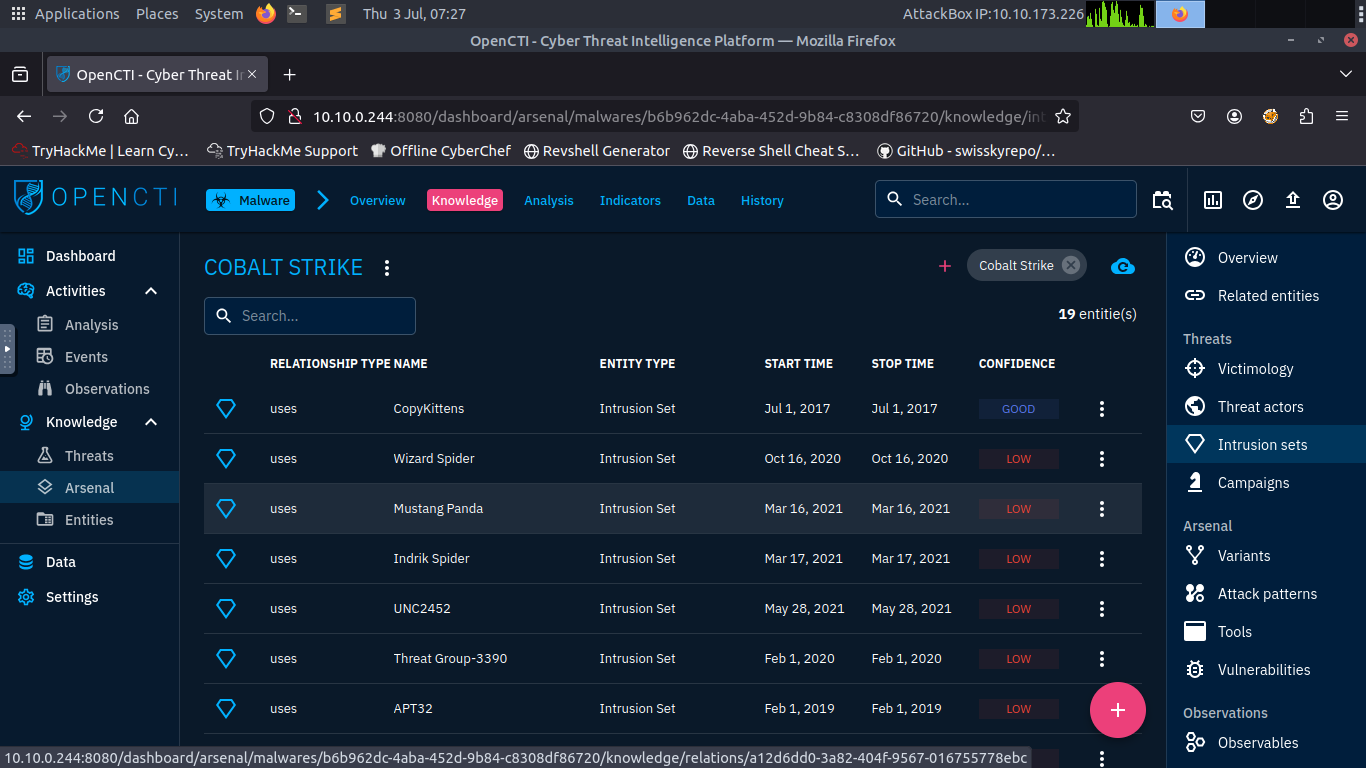 Applications Places System Thu 3 Jul, 07:27 AttackBox IP:10.10.173.226
OpenCTI - Cyber Threat Intelligence Platform — Mozilla Firefox
OpenCTI - Cyber Threat In
10.10.0.244:8080/dashboard/arsenal/malwares/b6b962dc-4aba-452d-9b84-c8308df86720/knowledge/int
TryHackMe | Learn Cy… TryHackMe Support Offline CyberChef Revshell Generator Reverse Shell Cheat S… GitHub - swisskyrepo/…
OPENCTI Malware Overview Knowledge Analysis Indicators Data History Search...
Dashboard
Activities
Analysis
Events
Observations
Knowledge
Threats
Arsenal
Entities
Data
Settings
COBALT STRIKE Cobalt Strike
Search... 19 entitie(s)
RELATIONSHIP TYPE NAME ENTITY TYPE START TIME STOP TIME CONFIDENCE
uses CopyKittens Intrusion Set Jul 1, 2017 Jul 1, 2017 GOOD
uses Wizard Spider Intrusion Set Oct 16, 2020 Oct 16, 2020 LOW
uses Mustang Panda Intrusion Set Mar 16, 2021 Mar 16, 2021 LOW
uses Indrik Spider Intrusion Set Mar 17, 2021 Mar 17, 2021 LOW
uses UNC2452 Intrusion Set May 28, 2021 May 28, 2021 LOW
uses Threat Group-3390 Intrusion Set Feb 1, 2020 Feb 1, 2020 LOW
uses APT32 Intrusion Set Feb 1, 2019 Feb 1, 2019 LOW
Overview
Related entities
Threats
Victimology
Threat actors
Intrusion sets
Campaigns
Arsenal
Variants
Attack patterns
Tools
Vulnerabilities
Observations
Observables
10.10.0.244:8080/dashboard/arsenal/malwares/b6b962dc-4aba-452d-9b84-c8308df86720/knowledge/relations/a12d6dd0-3a82-404f-9567-016755778ebc